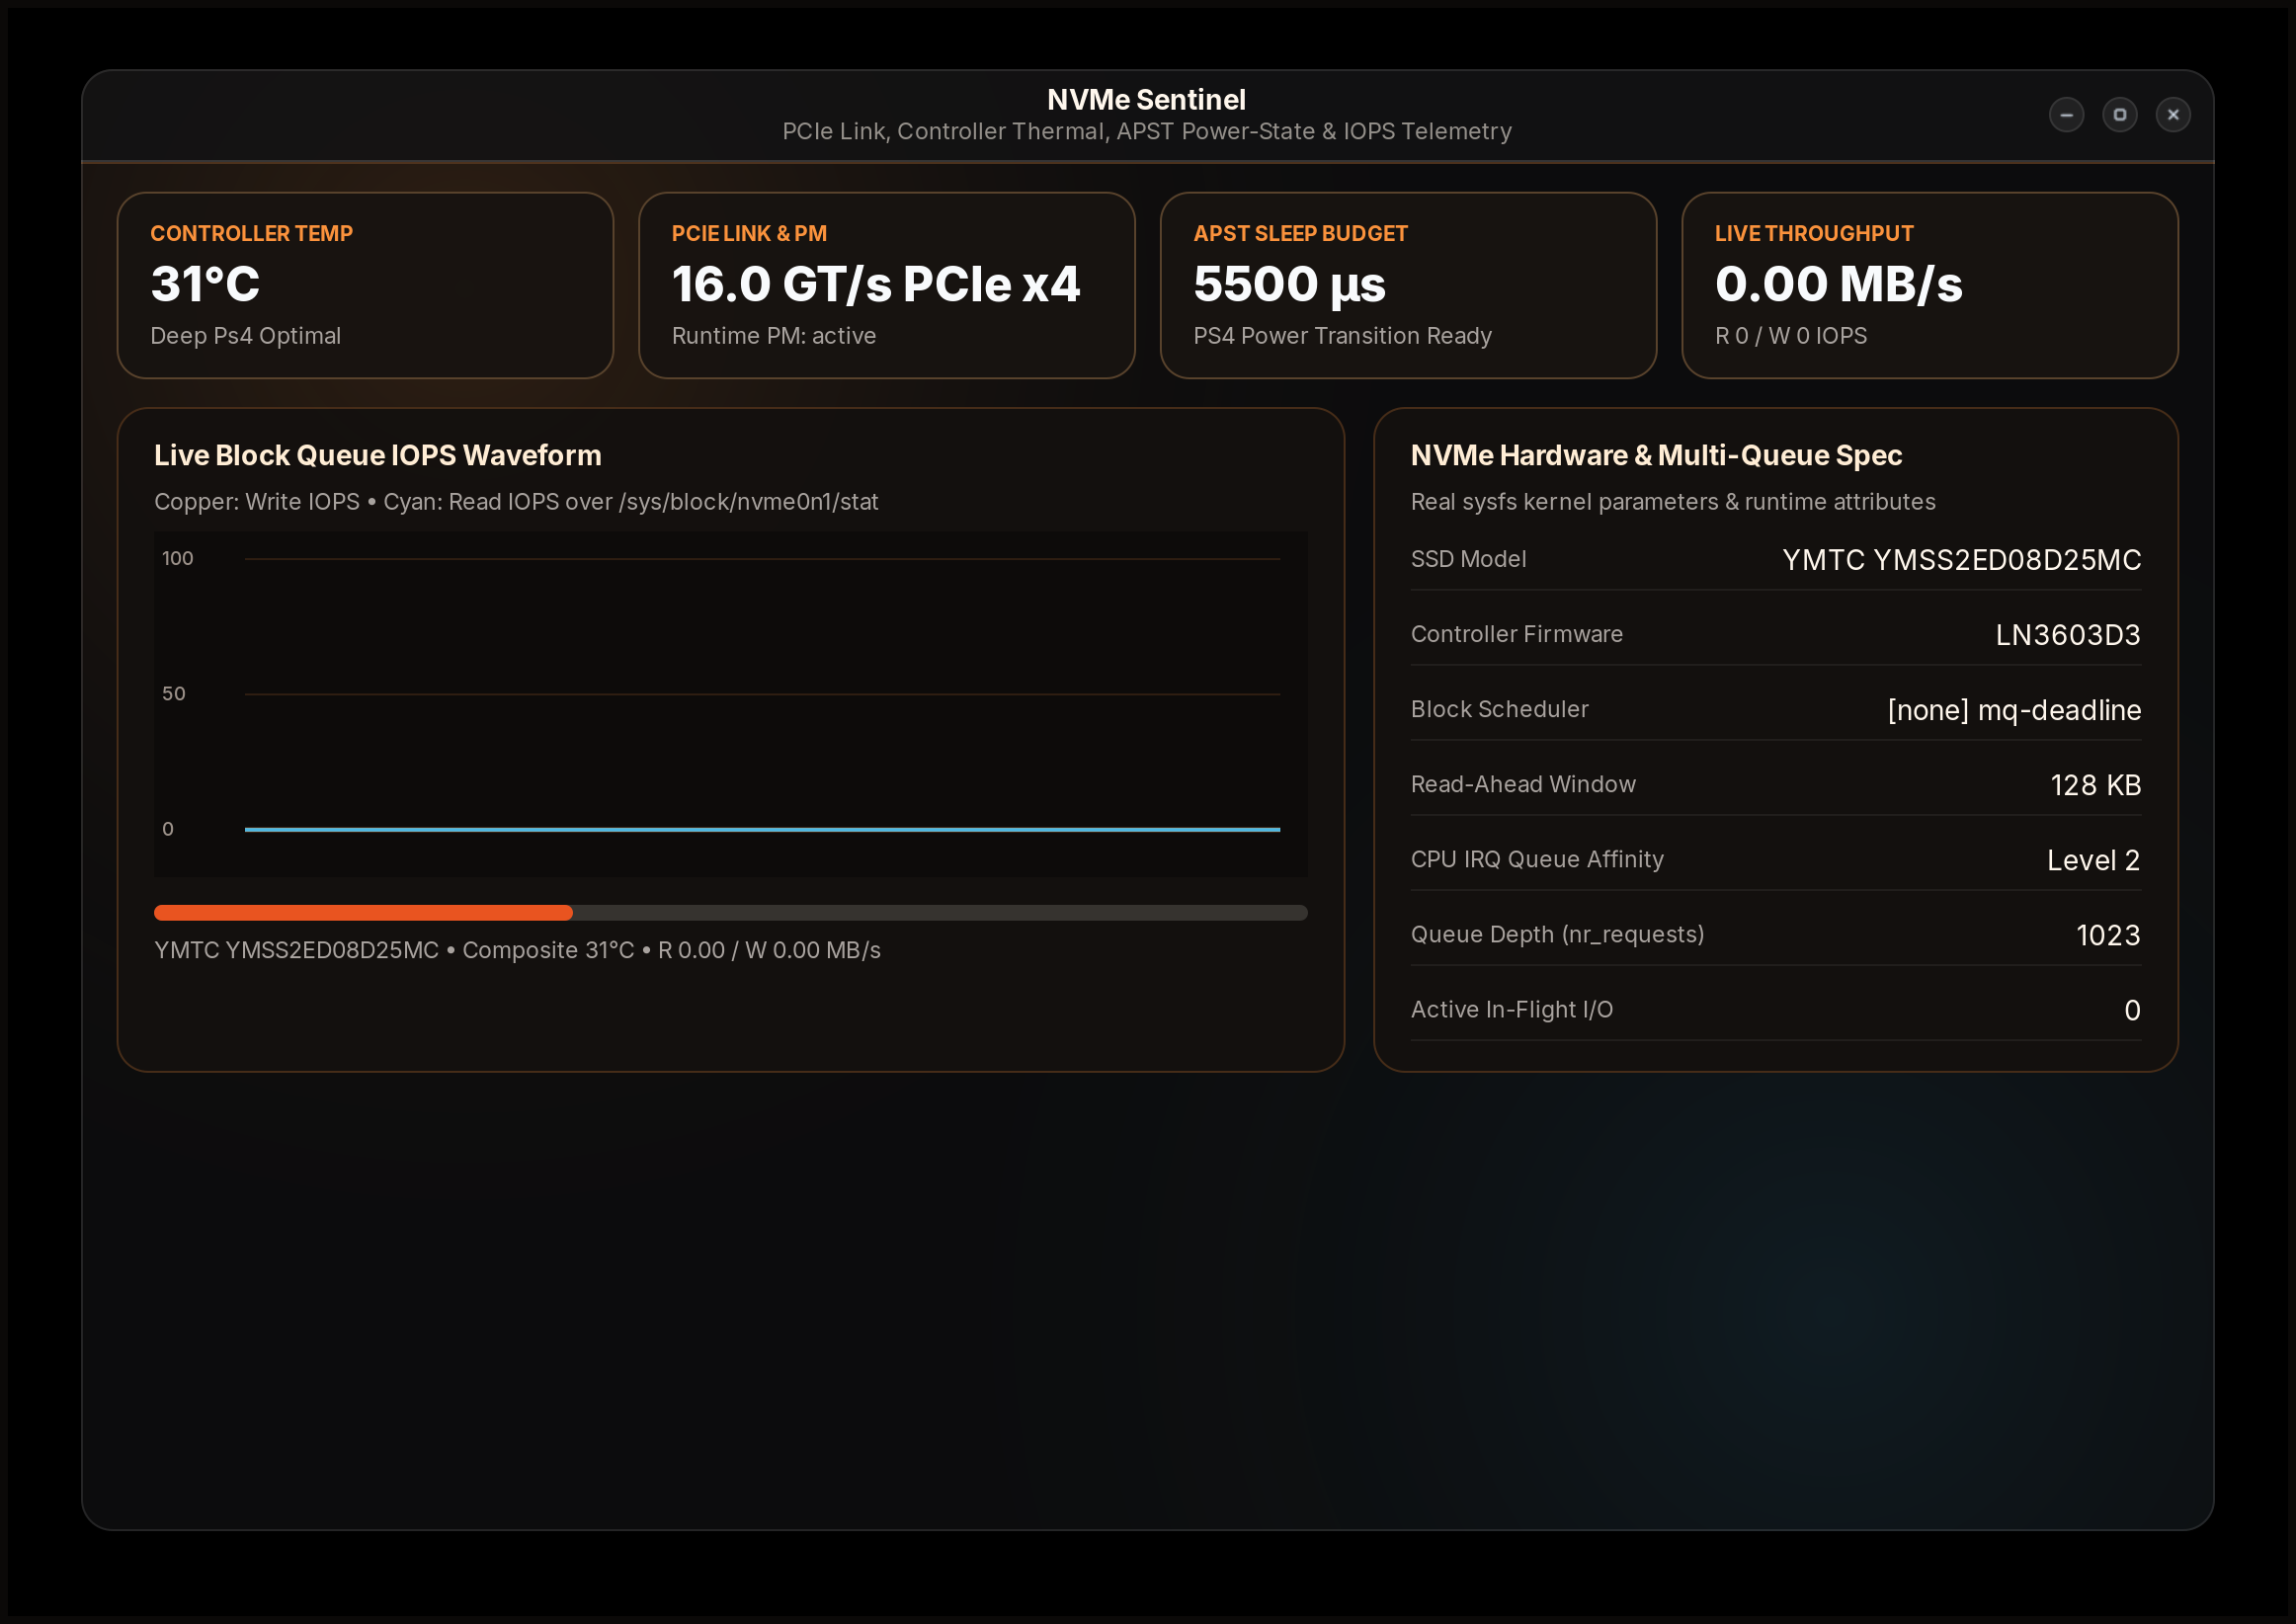 NVMe Sentinel
PCIe Link, Controller Thermal, APST Power-State & IOPS Telemetry
CONTROLLER TEMP
31°C
Deep Ps4 Optimal
PCIE LINK & PM
16.0 GT/s PCIe x4
Runtime PM: active
APST SLEEP BUDGET
5500 µs
PS4 Power Transition Ready
LIVE THROUGHPUT
0.00 MB/s
R 0 / W 0 IOPS
Live Block Queue IOPS Waveform
Copper: Write IOPS • Cyan: Read IOPS over /sys/block/nvme0n1/stat
100
50
0
YMTC YMSS2ED08D25MC • Composite 31°C • R 0.00 / W 0.00 MB/s
NVMe Hardware & Multi-Queue Spec
Real sysfs kernel parameters & runtime attributes
SSD Model YMTC YMSS2ED08D25MC
Controller Firmware LN3603D3
Block Scheduler [none] mq-deadline
Read-Ahead Window 128 KB
CPU IRQ Queue Affinity Level 2
Queue Depth (nr_requests) 1023
Active In-Flight I/O 0